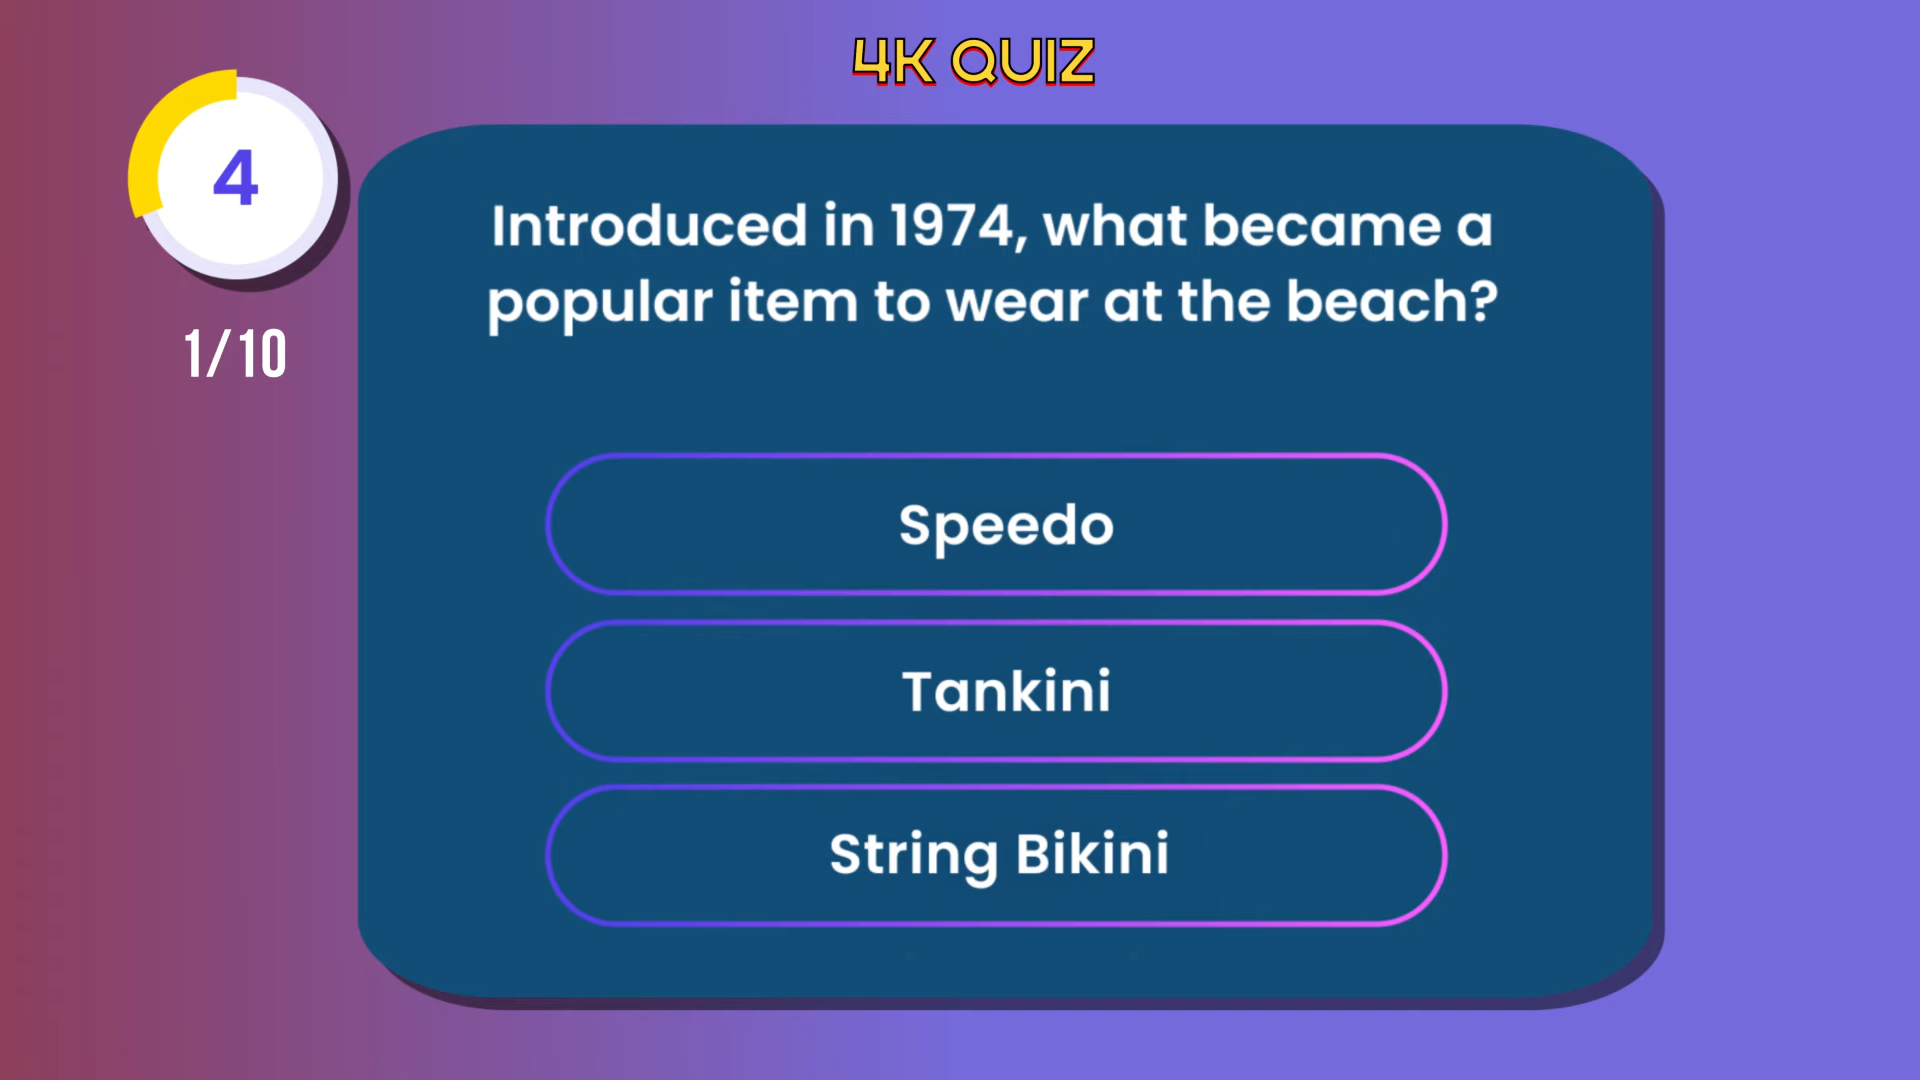 4K QUIZ
4
1/10
Introduced in 1974, what became a
popular item to wear at the beach?
Speedo
Tankini
String Bikini